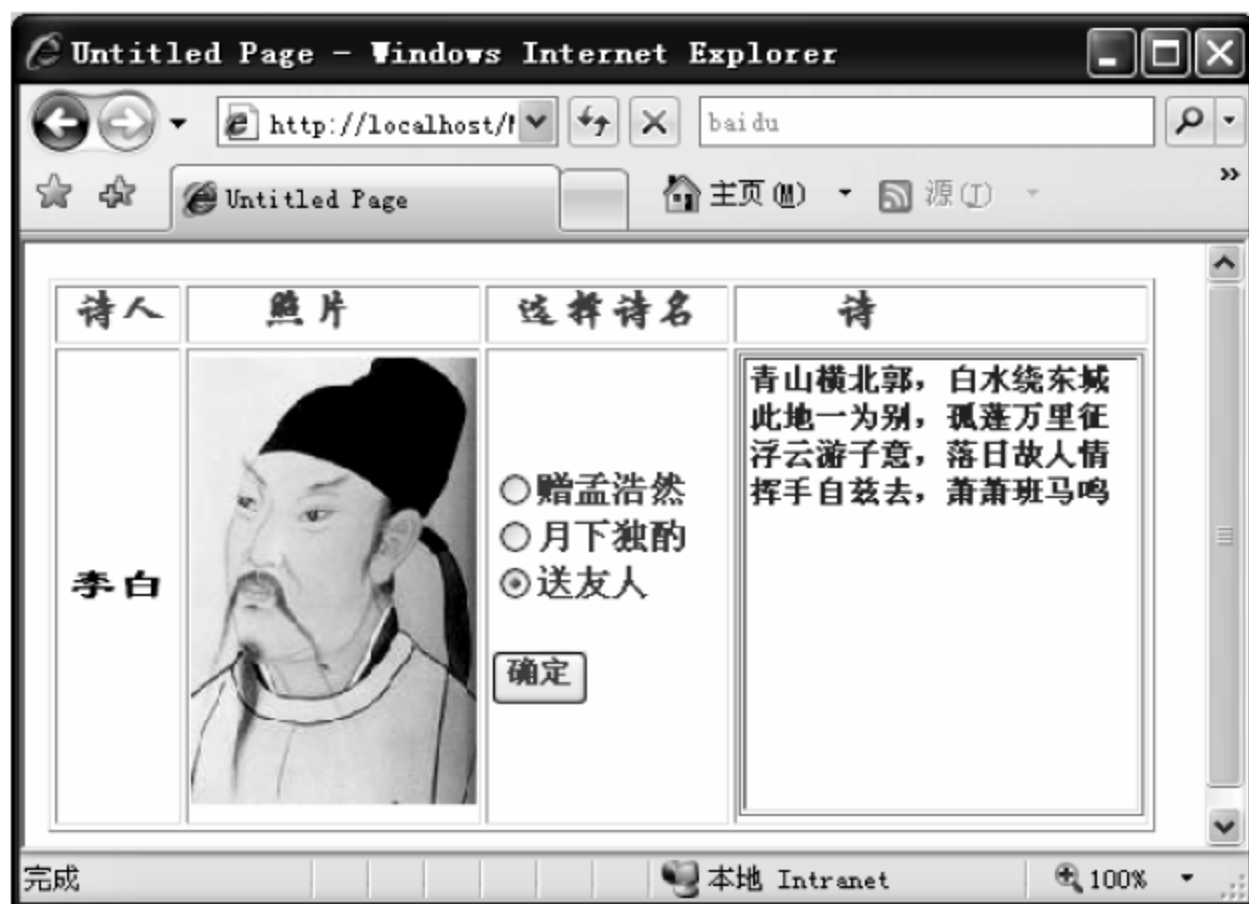 Untitled Page - Windows Internet Explorer
http://localhost/
baidu
Untitled Page
主页(M)
源(J)
诗人 照片 选择诗名 诗
青山横北郭，白水绕东城
此地一为别，孤蓬万里征
浮云游子意，落日故人情
挥手自兹去，萧萧班马鸣
赠孟浩然
月下独酌
送友人
李白
确定
完成
本地 Intranet
100%